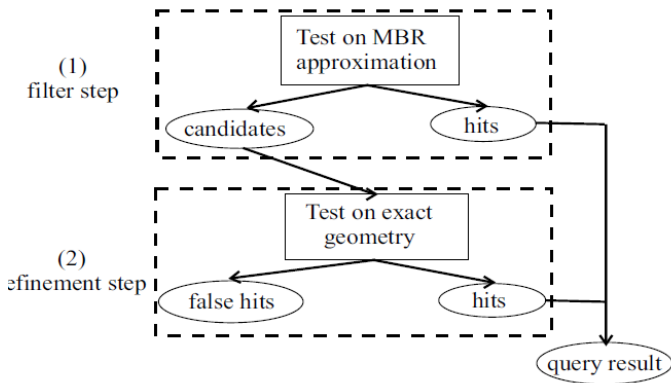 Test on MBR
approximation
(1)
filter step
candidates
hits
Test on exact
geometry
(2)
efinement step
false hits
hits
query result